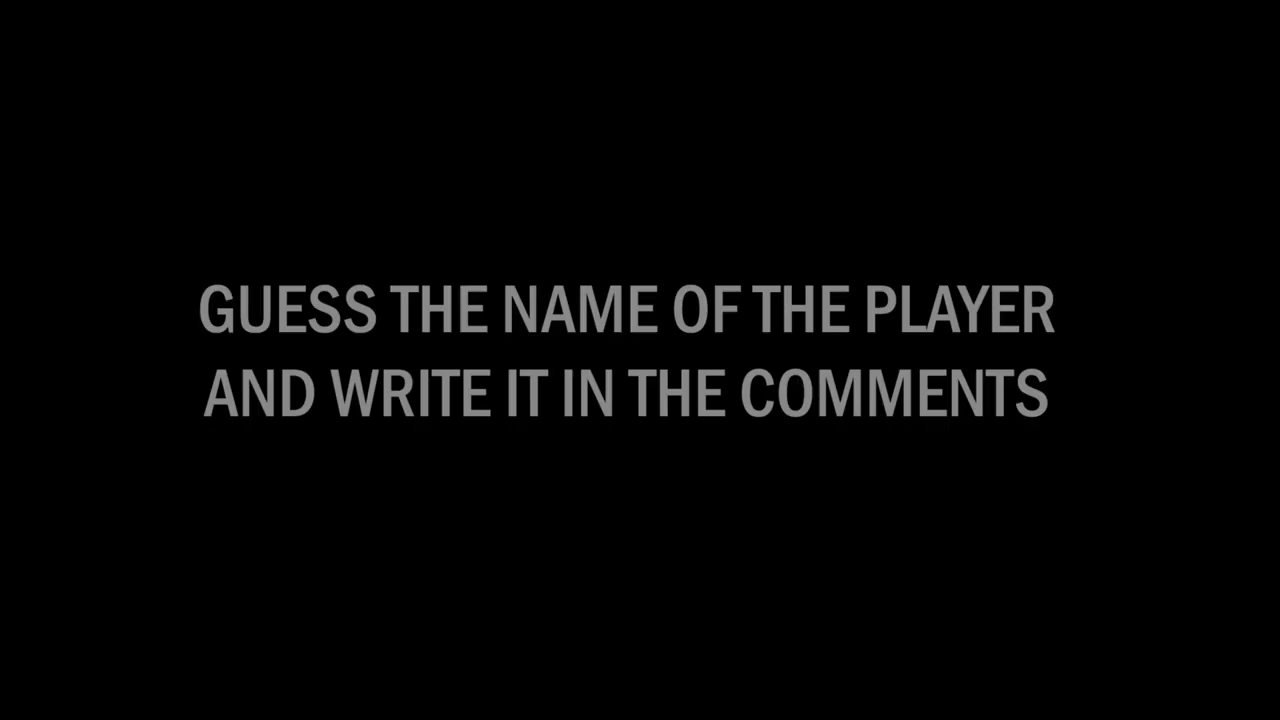 GUESS THE NAME OF THE PLAYER
AND WRITE IT IN THE COMMENTS